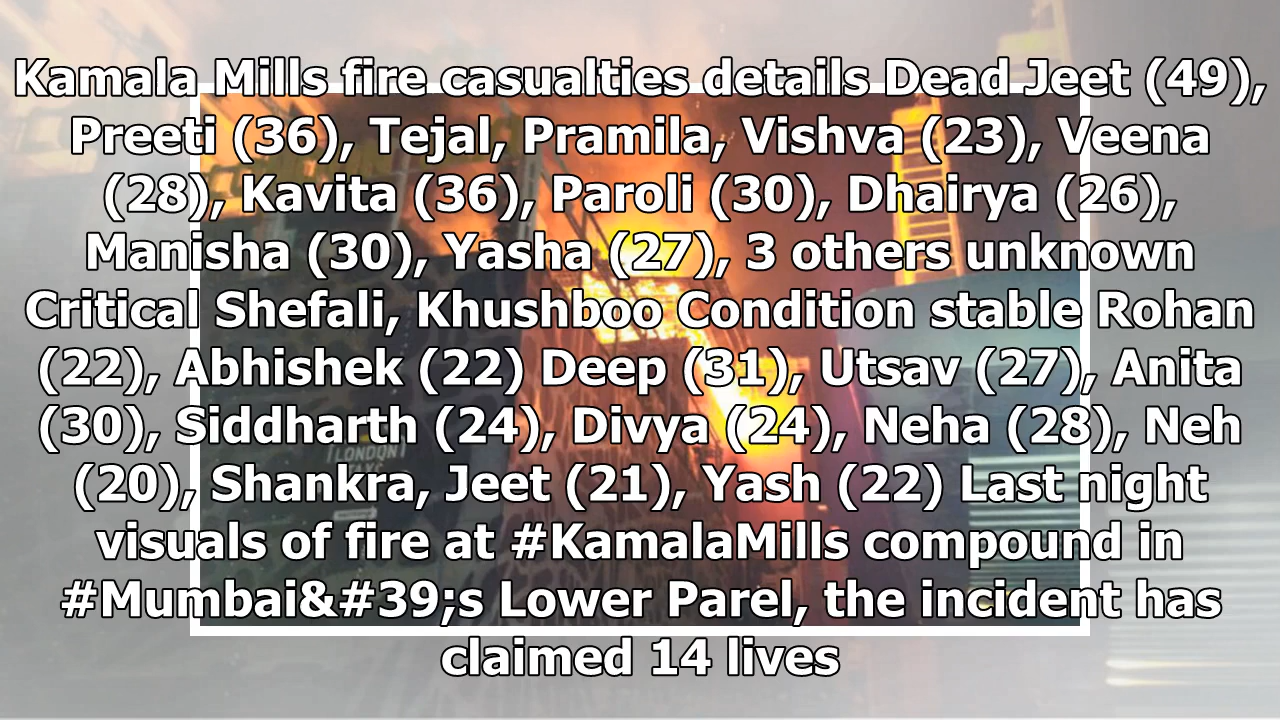 Kamala Mills fire casualties details Dead Jeet (49),
Preeti (36), Tejal, Pramila, Vishva (23), Veena
(28), Kavita (36), Paroli (30), Dhairya (26),
Manisha (30), Yasha (27), 3 others unknown
Critical Shefali, Khushboo Condition stable Rohan
(22), Abhishek (22) Deep (31), Utsav (27), Anita
(30), Siddharth (24), Divya (24), Neha (28), Neh
(20), Shankra, Jeet (21), Yash (22) Last night
visuals of fire at #KamalaMills compound in
#Mumbai&#39;s Lower Parel, the incident has
claimed 14 lives
LONDON